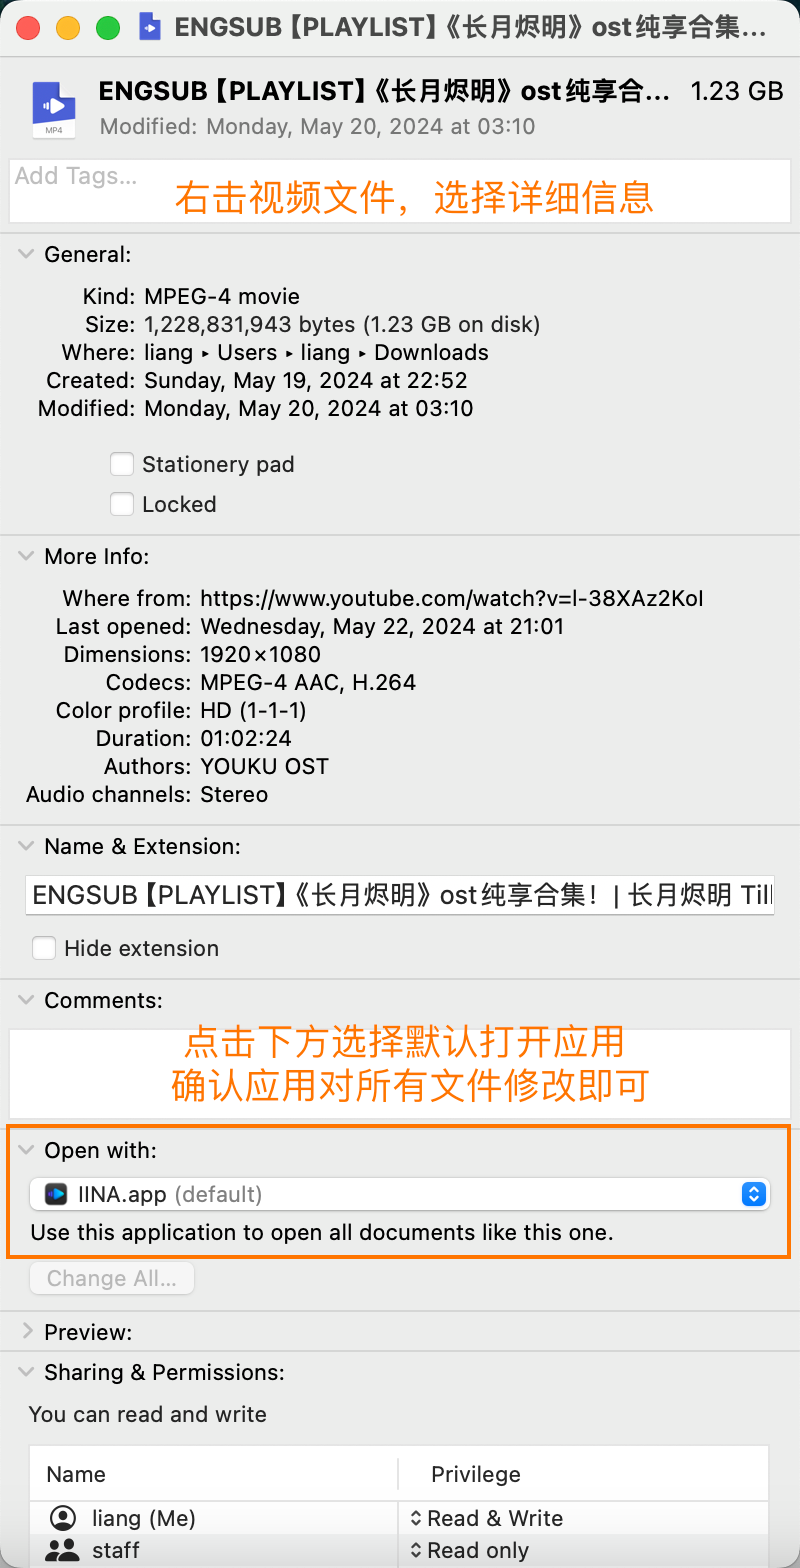 ENGSUB【PLAYLIST】《长月烬明》ost纯享合集...
ENGSUB【PLAYLIST】《长月烬明》ost纯享合... 1.23 GB
MP4
Modified: Monday, May 20, 2024 at 03:10
Add Tags...
右击视频文件，选择详细信息
General:
Kind: MPEG-4 movie
Size: 1,228,831,943 bytes (1.23 GB on disk)
Where: liang ▸ Users ▸ liang ▸ Downloads
Created: Sunday, May 19, 2024 at 22:52
Modified: Monday, May 20, 2024 at 03:10
Stationery pad
Locked
More Info:
Where from: https://www.youtube.com/watch?v=l-38XAz2KoI
Last opened: Wednesday, May 22, 2024 at 21:01
Dimensions: 1920×1080
Codecs: MPEG-4 AAC, H.264
Color profile: HD (1-1-1)
Duration: 01:02:24
Authors: YOUKU OST
Audio channels: Stereo
Name & Extension:
ENGSUB【PLAYLIST】《长月烬明》ost纯享合集！| 长月烬明 Till
Hide extension
Comments:
点击下方选择默认打开应用
确认应用对所有文件修改即可
Open with:
IINA.app (default)
Use this application to open all documents like this one.
Change All...
Preview:
Sharing & Permissions:
You can read and write
Name Privilege
liang (Me) Read & Write
staff Read only